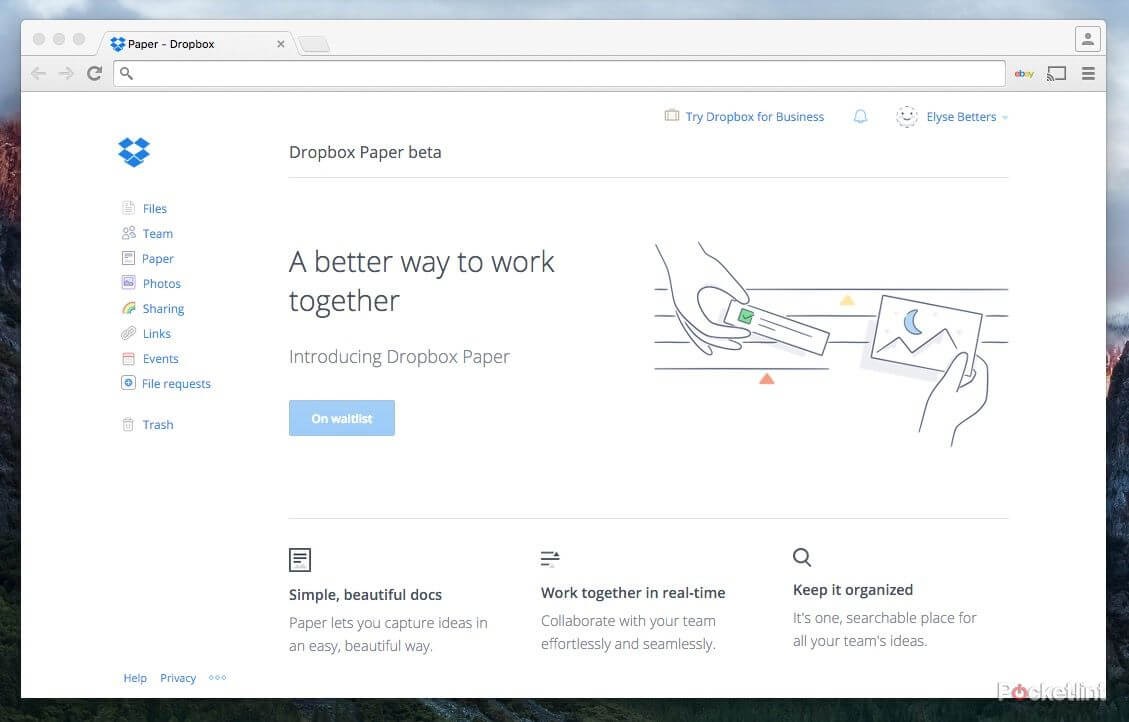 Paper - Dropbox
ebay
Try Dropbox for Business
Elyse Betters
Dropbox Paper beta
Files
Team
Paper
Photos
Sharing
Links
Events
File requests
Trash
A better way to work
together
Introducing Dropbox Paper
On waitlist
Simple, beautiful docs
Paper lets you capture ideas in
an easy, beautiful way.
Work together in real-time
Collaborate with your team
effortlessly and seamlessly.
Keep it organized
It's one, searchable place for
all your team's ideas.
Help Privacy
Pocketlint